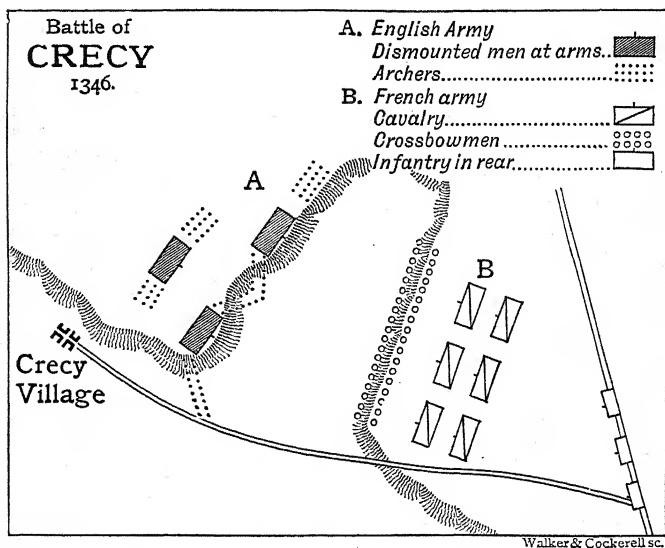 Battle of
CRECY
1346.
A. English Army
Dismounted men at arms..
Archers.....................
B. French army
Cavalry.......................
Crossbowmen ...............
Infantry in rear.............
A
B
Crecy
Village
Walker & Cockerell sc.